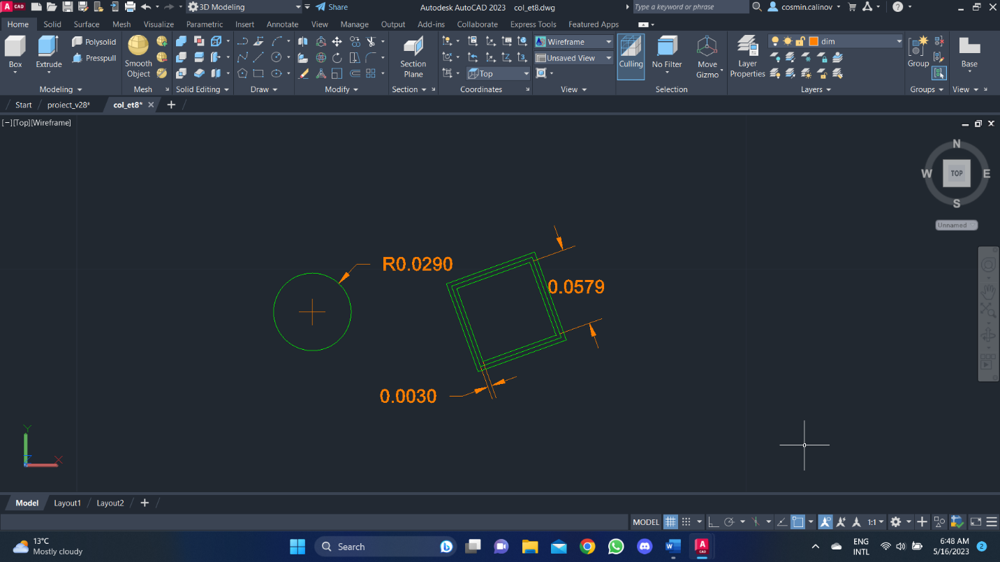 A CAD 3D Modeling Share Autodesk AutoCAD 2023 col_et8.dwg Type a keyword or phrase cosmin.calinov
Home Solid Surface Mesh Visualize Parametric Insert Annotate View Manage Output Add-ins Collaborate Express Tools Featured Apps
Polysolid
Presspull
Box Extrude
Smooth Object
Section Plane
Wireframe
Unsaved View
Top
Culling No Filter Move Gizmo
Layer Properties
dim
Group Base
Modeling Mesh Solid Editing Draw Modify Section Coordinates View Selection Layers Groups View
Start proiect_v28* col_et8*
[−][Top][Wireframe]
N
W TOP E
S
Unnamed
R0.0290
0.0579
0.0030
Y
X
Model Layout1 Layout2
MODEL 1:1
13°C
Mostly cloudy
Search
ENG
INTL
6:48 AM
5/16/2023
2